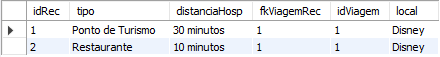 idRec tipo distanciaHosp fkViagemRec idViagem local
1 Ponto de Turismo 30 minutos 1 1 Disney
2 Restaurante 10 minutos 1 1 Disney